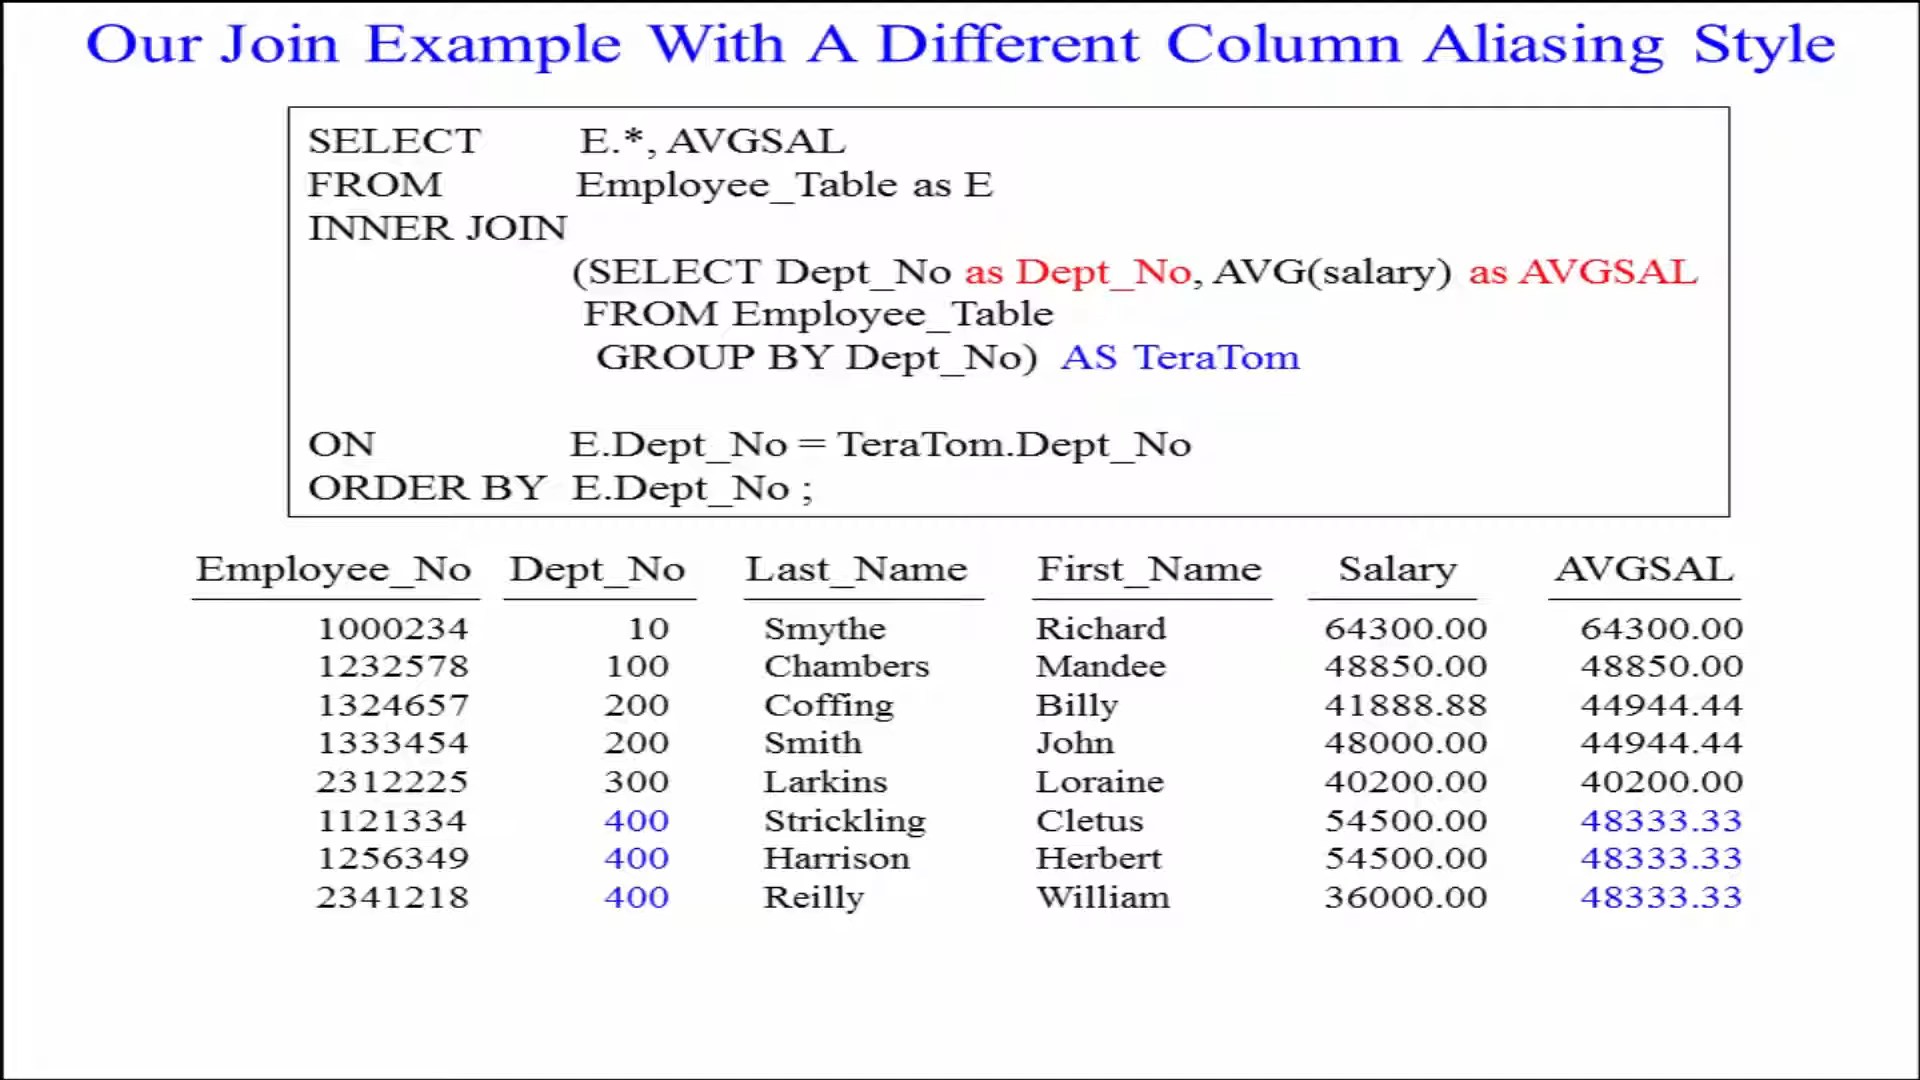 Our Join Example With A Different Column Aliasing Style
SELECT E.*, AVGSAL
FROM Employee_Table as E
INNER JOIN
(SELECT Dept_No as Dept_No, AVG(salary) as AVGSAL
FROM Employee_Table
GROUP BY Dept_No) AS TeraTom
ON E.Dept_No = TeraTom.Dept_No
ORDER BY E.Dept_No ;
Employee_No Dept_No Last_Name First_Name Salary AVGSAL
1000234 10 Smythe Richard 64300.00 64300.00
1232578 100 Chambers Mandee 48850.00 48850.00
1324657 200 Coffing Billy 41888.88 44944.44
1333454 200 Smith John 48000.00 44944.44
2312225 300 Larkins Loraine 40200.00 40200.00
1121334 400 Strickling Cletus 54500.00 48333.33
1256349 400 Harrison Herbert 54500.00 48333.33
2341218 400 Reilly William 36000.00 48333.33